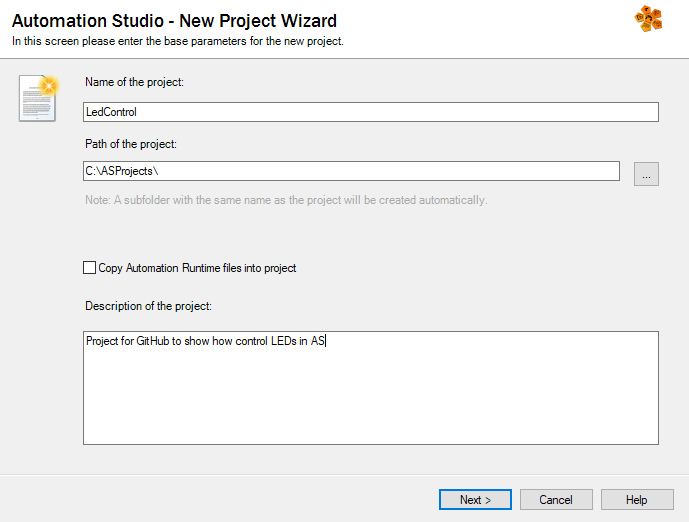 Automation Studio - New Project Wizard
In this screen please enter the base parameters for the new project.
Name of the project:
LedControl
Path of the project:
C:\ASProjects\
...
Note: A subfolder with the same name as the project will be created automatically.
Copy Automation Runtime files into project
Description of the project:
Project for GitHub to show how control LEDs in AS
Next >
Cancel
Help